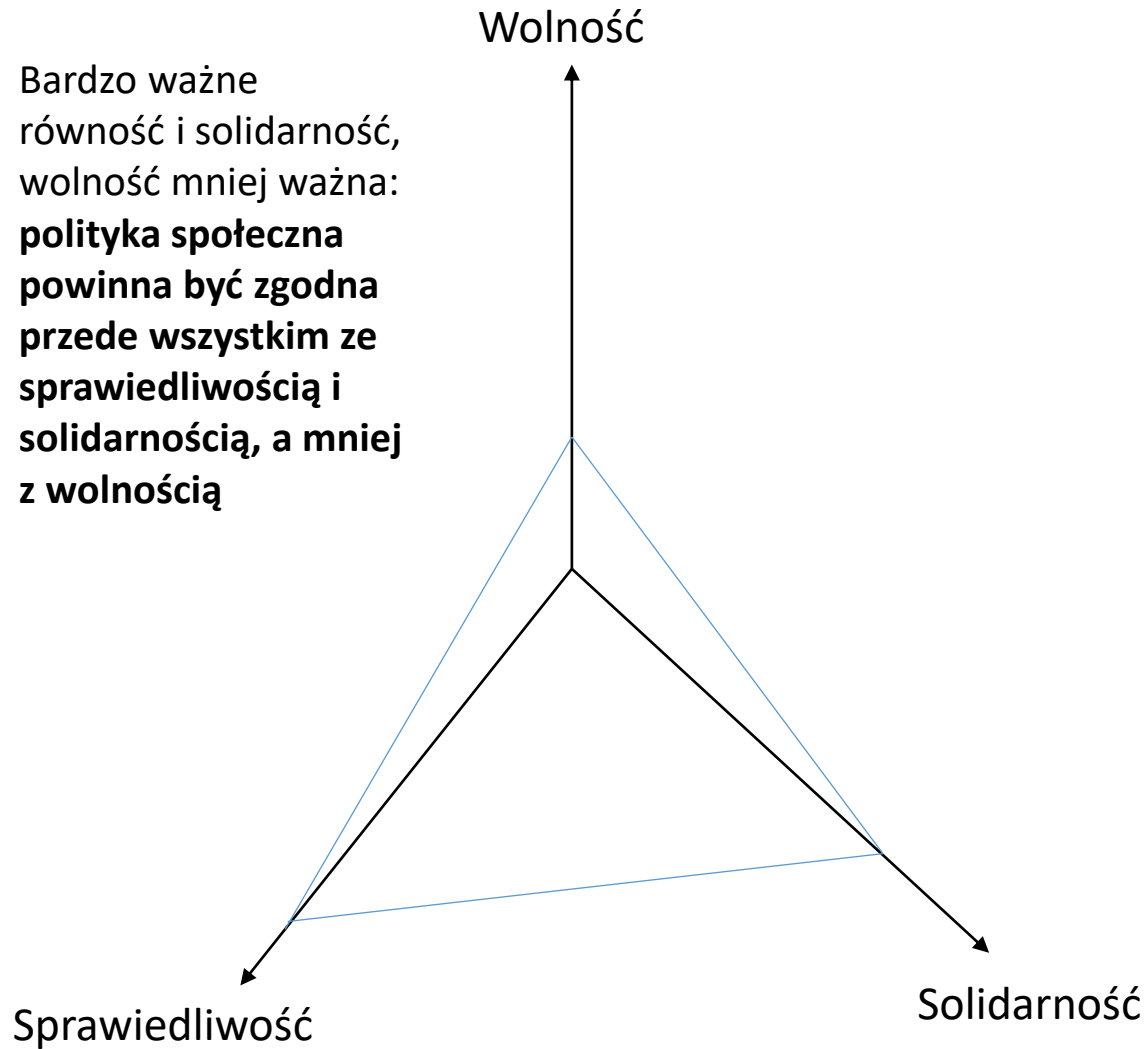 Wolność
Bardzo ważne
równość i solidarność,
wolność mniej ważna:
polityka społeczna
powinna być zgodna
przede wszystkim ze
sprawiedliwością i
solidarnością, a mniej
z wolnością
Solidarność
Sprawiedliwość